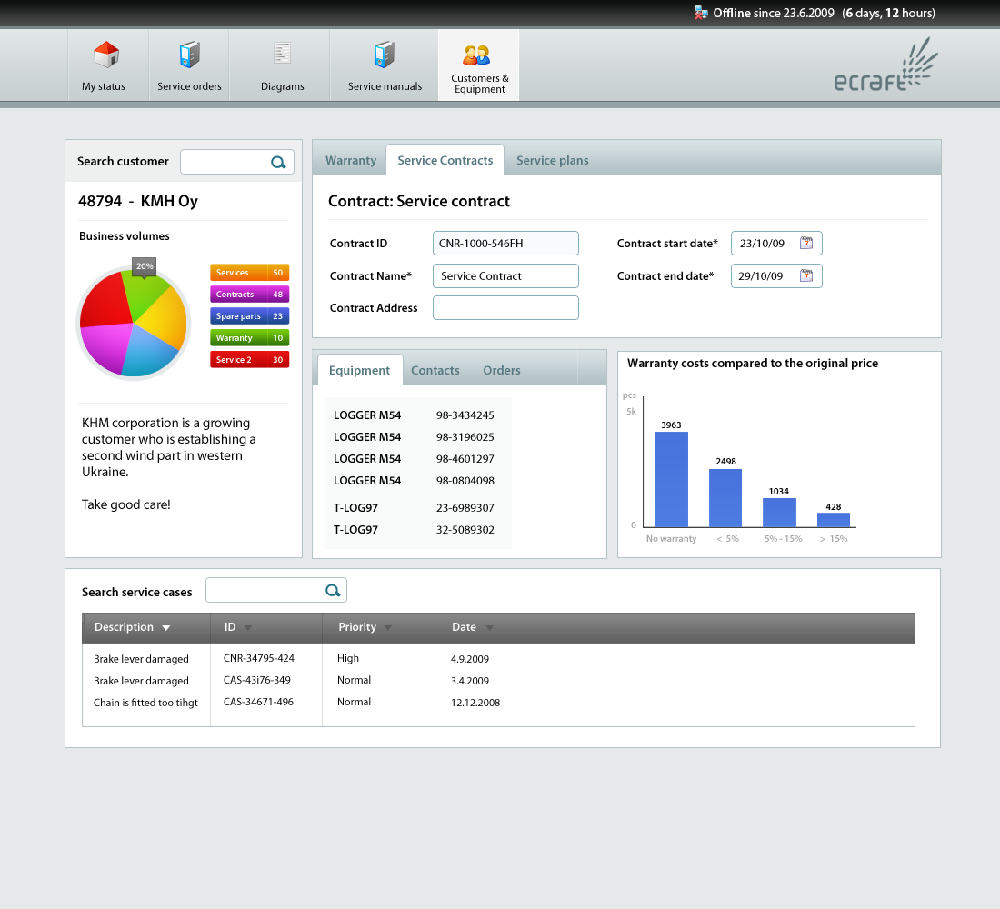 Offline since 23.6.2009 (6 days, 12 hours)
My status
Service orders
Diagrams
Service manuals
Customers &
Equipment
ecraft
Search customer
48794 - KMH Oy
Business volumes
20%
Services 50
Contracts 48
Spare parts 23
Warranty 10
Service 2 30
KHM corporation is a growing
customer who is establishing a
second wind part in western
Ukraine.
Take good care!
Warranty Service Contracts Service plans
Contract: Service contract
Contract ID CNR-1000-546FH Contract start date* 23/10/09
Contract Name* Service Contract Contract end date* 29/10/09
Contract Address
Equipment Contacts Orders
LOGGER M54 98-3434245
LOGGER M54 98-3196025
LOGGER M54 98-4601297
LOGGER M54 98-0804098
T-LOG97 23-6989307
T-LOG97 32-5089302
Warranty costs compared to the original price
pcs
5k
3963
2498
1034
428
0
No warranty < 5% 5% - 15% > 15%
Search service cases
Description ID Priority Date
Brake lever damaged CNR-34795-424 High 4.9.2009
Brake lever damaged CAS-43i76-349 Normal 3.4.2009
Chain is fitted too tihgt CAS-34671-496 Normal 12.12.2008